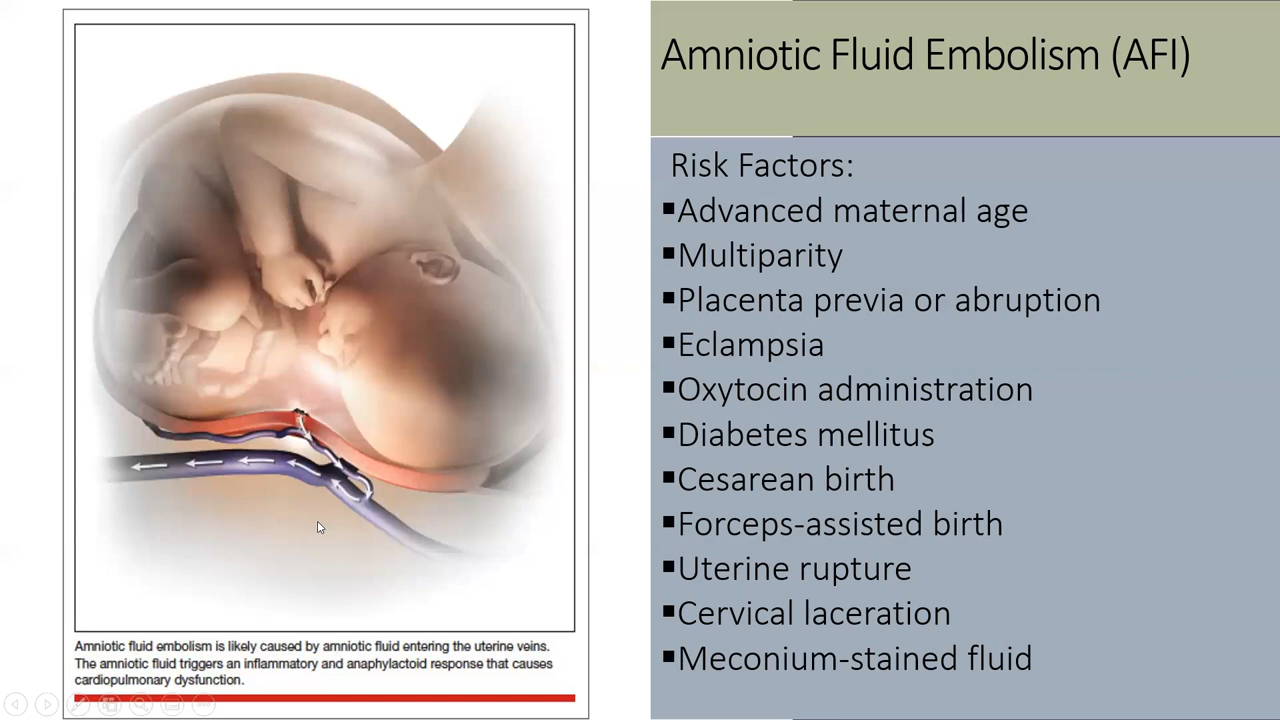 Amniotic Fluid Embolism (AFI)
Risk Factors:
▪Advanced maternal age
▪Multiparity
▪Placenta previa or abruption
▪Eclampsia
▪Oxytocin administration
▪Diabetes mellitus
▪Cesarean birth
▪Forceps-assisted birth
▪Uterine rupture
▪Cervical laceration
▪Meconium-stained fluid
Amniotic fluid embolism is likely caused by amniotic fluid entering the uterine veins.
The amniotic fluid triggers an inflammatory and anaphylactoid response that causes
cardiopulmonary dysfunction.